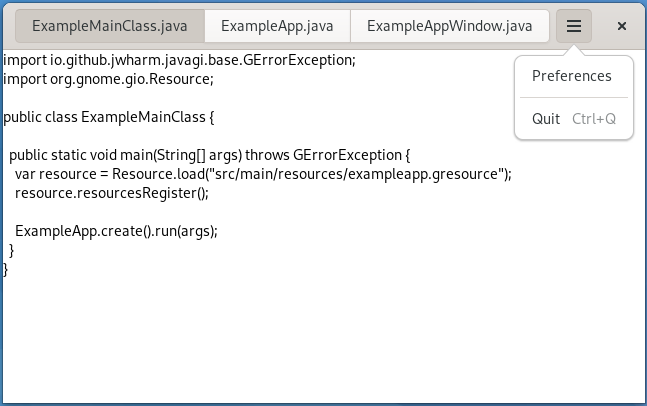 ExampleMainClass.java ExampleApp.java ExampleAppWindow.java
Preferences
Quit Ctrl+Q
import io.github.jwharm.javagi.base.GErrorException;
import org.gnome.gio.Resource;
public class ExampleMainClass {
public static void main(String[] args) throws GErrorException {
var resource = Resource.load("src/main/resources/exampleapp.gresource");
resource.resourcesRegister();
ExampleApp.create().run(args);
}
}